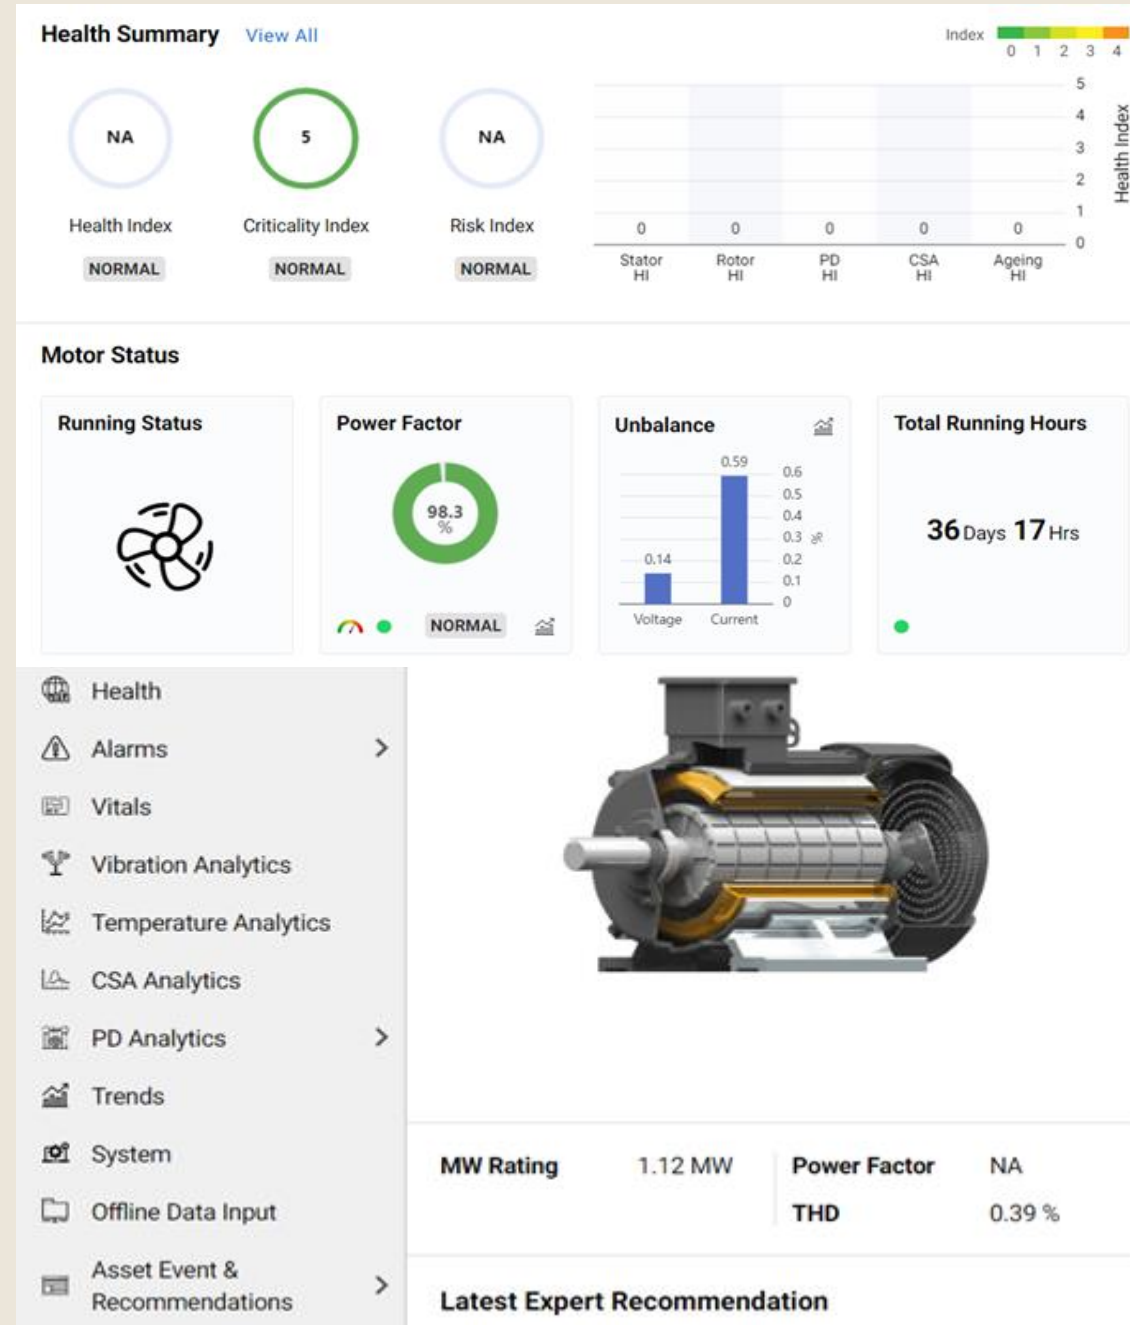 Health Summary View All
Index
0 1 2 3 4
NA
5
NA
Health Index
Criticality Index
Risk Index
NORMAL
NORMAL
NORMAL
5
4
3
2
1
0
Health Index
0 0 0 0 0
Stator HI
Rotor HI
PD HI
CSA HI
Ageing HI
Motor Status
Running Status
Power Factor
98.3
%
NORMAL
Unbalance
0.14
0.59
0.6
0.5
0.4
0.3
0.2
0.1
0
%
Voltage Current
Total Running Hours
36 Days 17 Hrs
Health
Alarms
Vitals
Vibration Analytics
Temperature Analytics
CSA Analytics
PD Analytics
Trends
System
Offline Data Input
Asset Event &
Recommendations
MW Rating 1.12 MW
Power Factor NA
THD 0.39 %
Latest Expert Recommendation